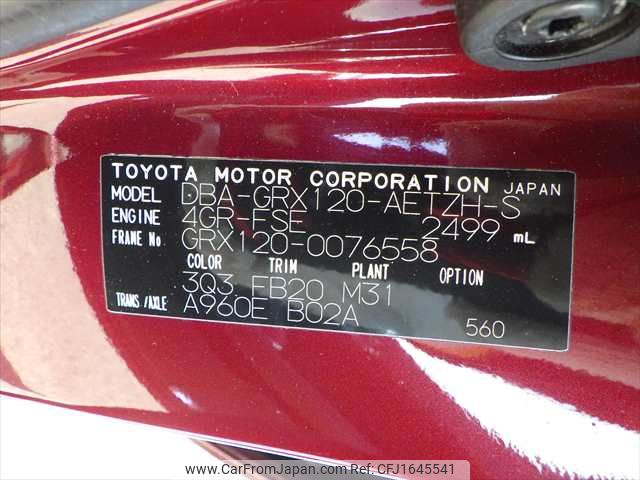 TOYOTA MOTOR CORPORATION JAPAN
MODEL DBA-GRX120-AETZH-S
ENGINE 4GR-FSE 2499 mL
FRAME No GRX120-0076558
COLOR TRIM PLANT OPTION
3Q3 FB20 M31
TRANS/AXLE A960E B02A 560
www.CarFromJapan.com ID:CFJ1645541